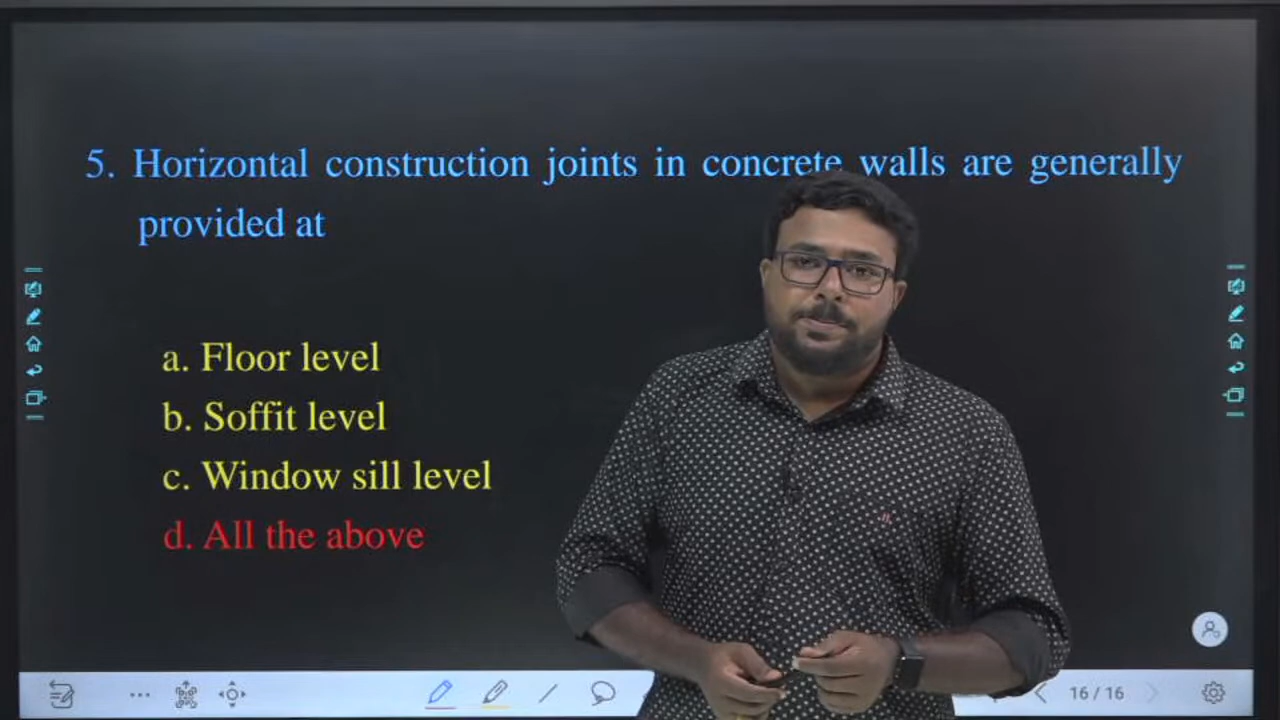 5. Horizontal construction joints in concrete walls are generally
provided at
a. Floor level
b. Soffit level
c. Window sill level
d. All the above
16 / 16